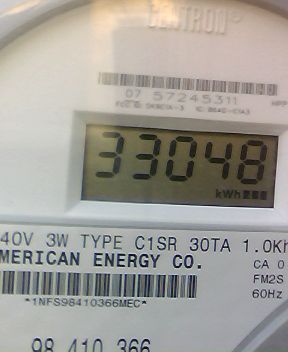 CENTRON®
07 57245311
33048
kWh
40V 3W TYPE C1SR 30TA 1.0Kh
MERICAN ENERGY CO.
CA 0
FM2S
60Hz
*1NFS98410366MEC*
98 410 366